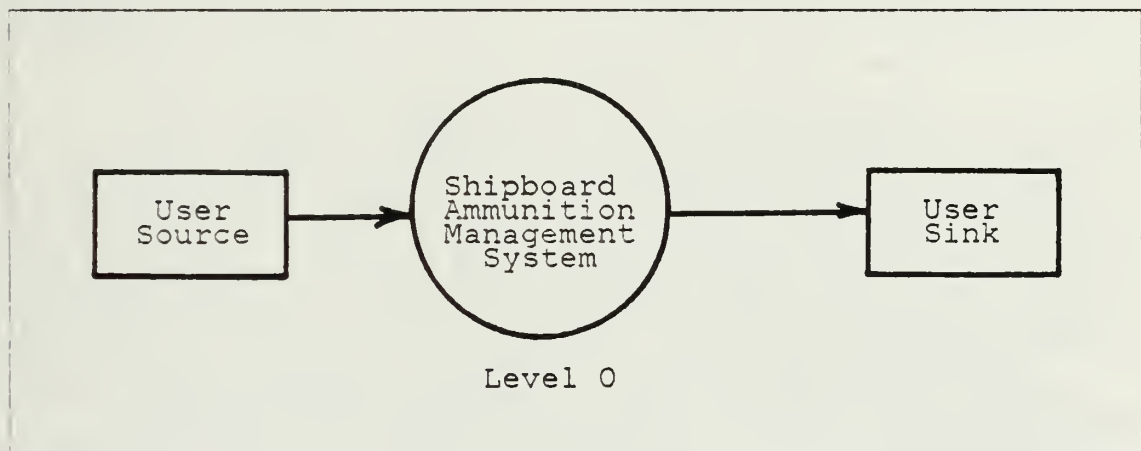 User
Source
Shipboard
Ammunition
Management
System
User
Sink
Level 0